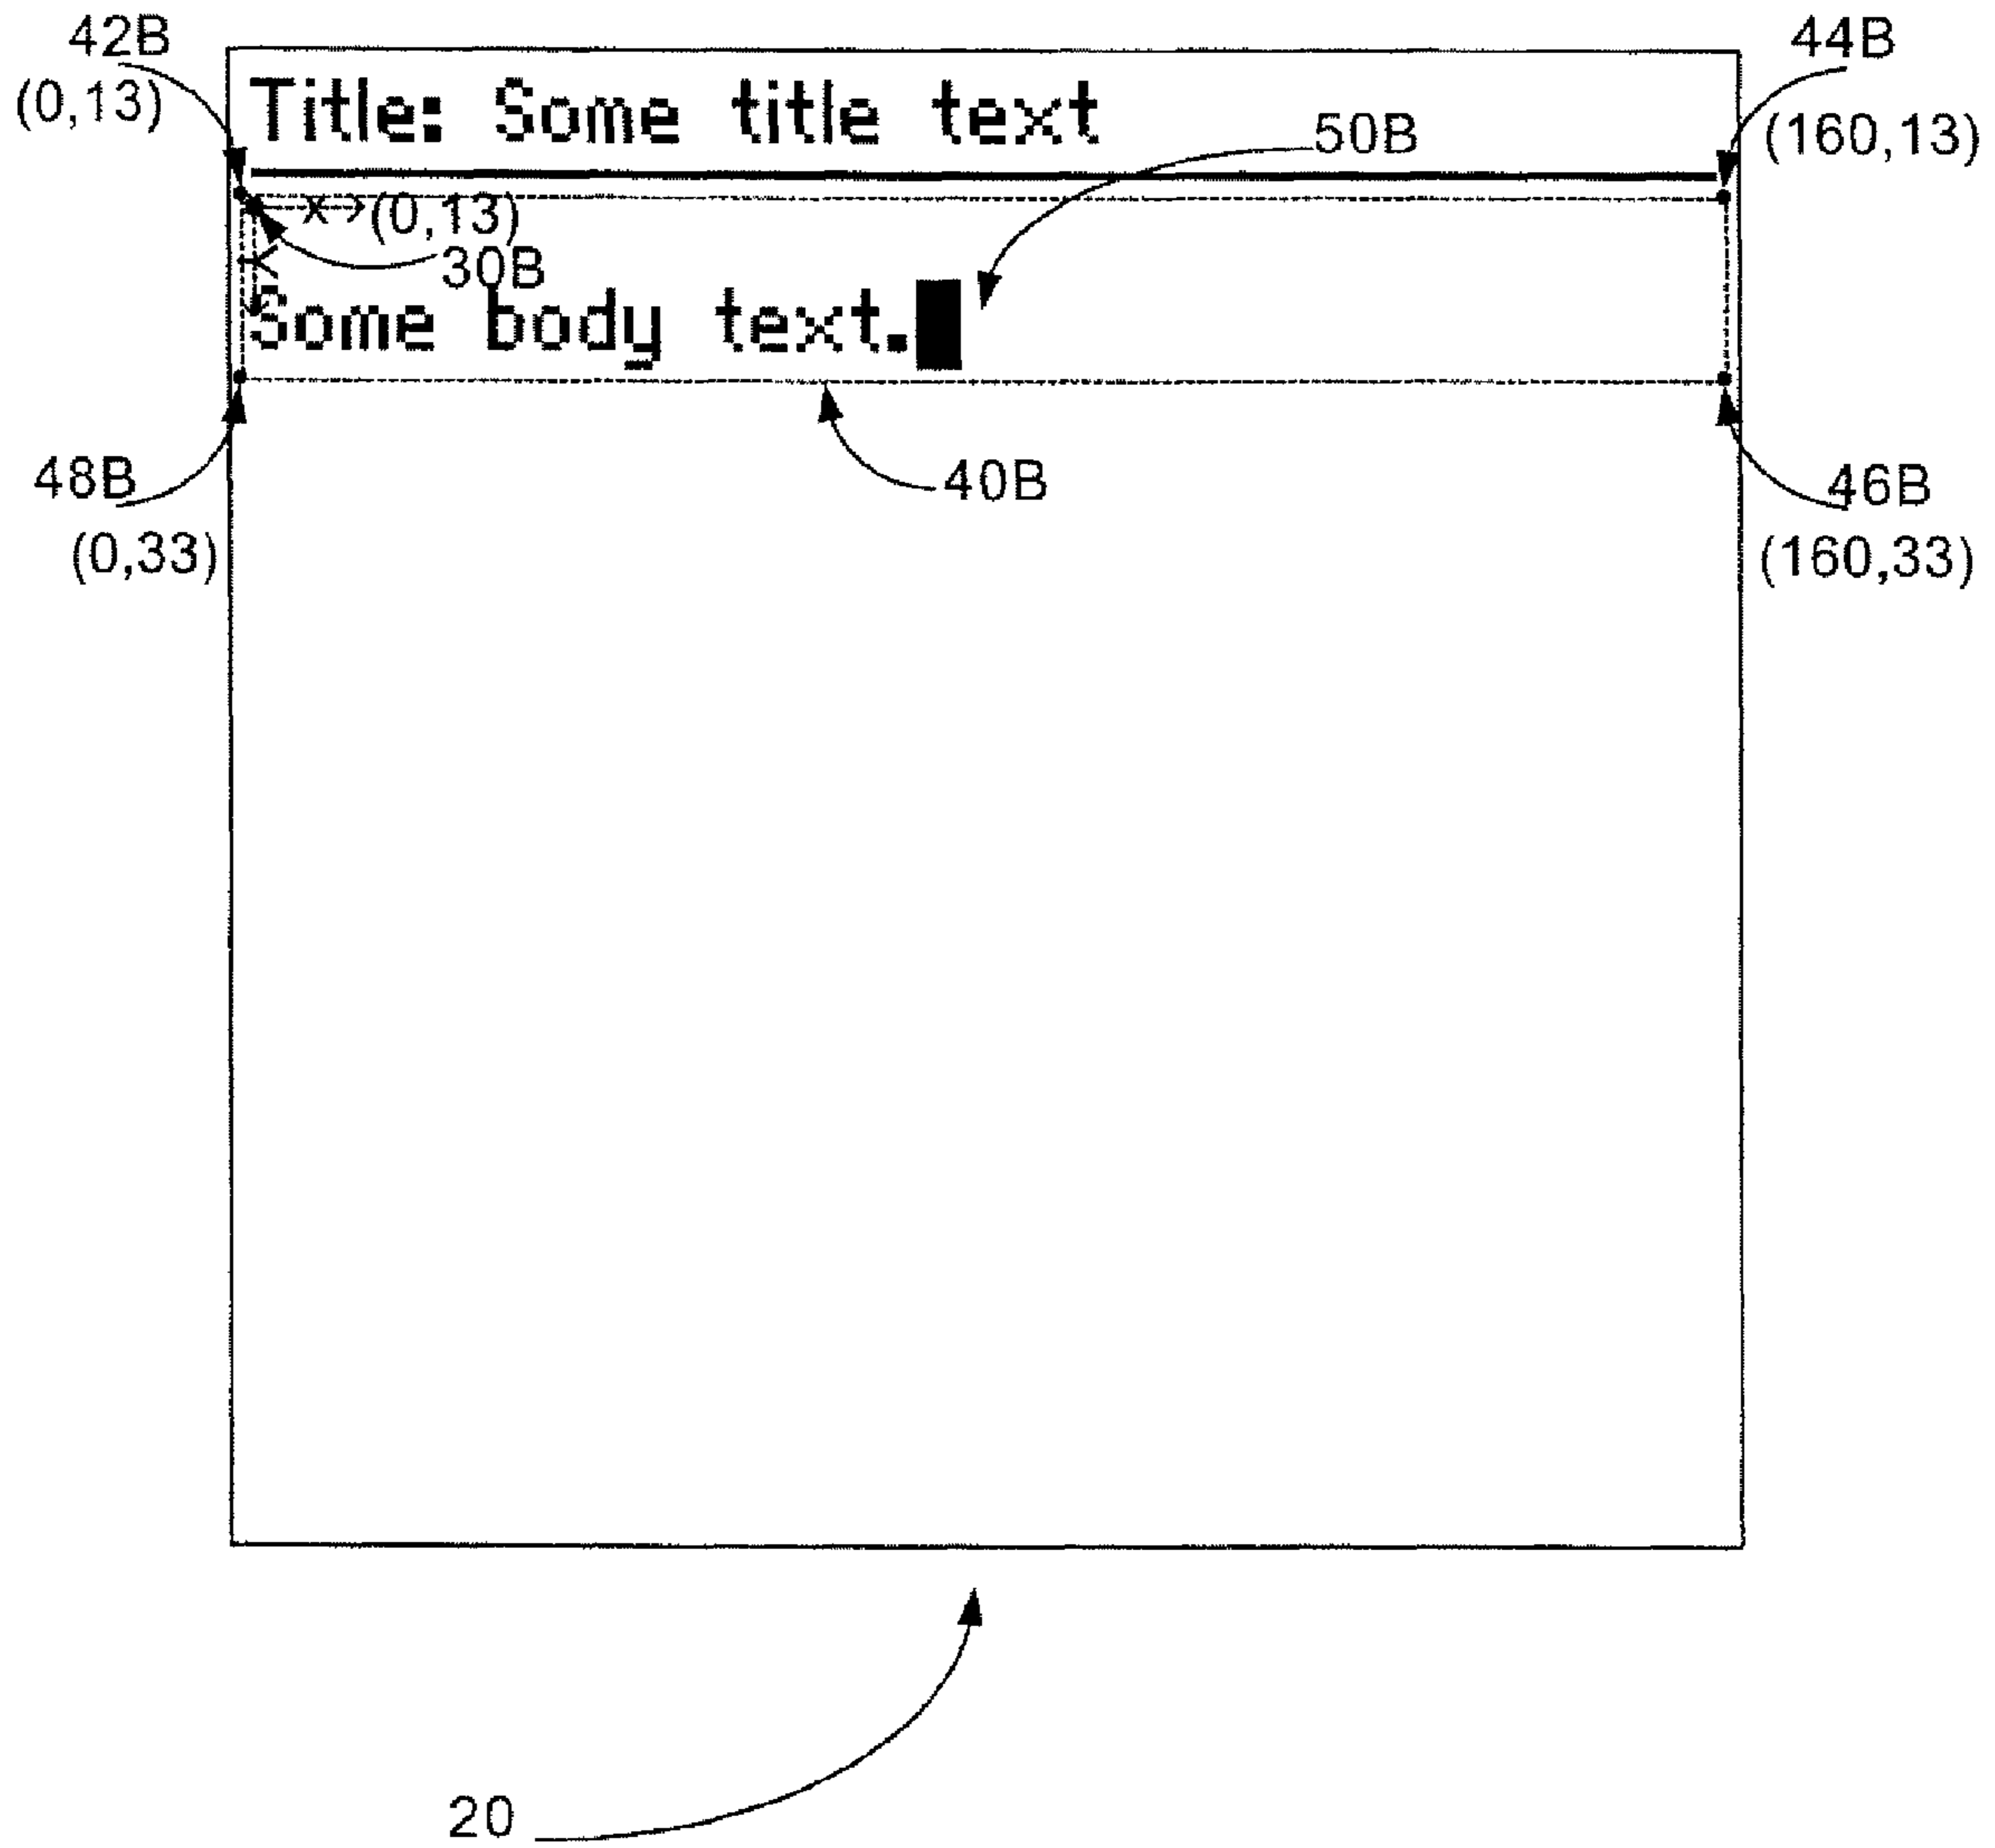 42B
44B
(0,13)
Title: Some title text
50B
(160,13)
x
(0,13)
Y
30B
Some body text.
48B
40B
46B
(0,33)
(160,33)
20